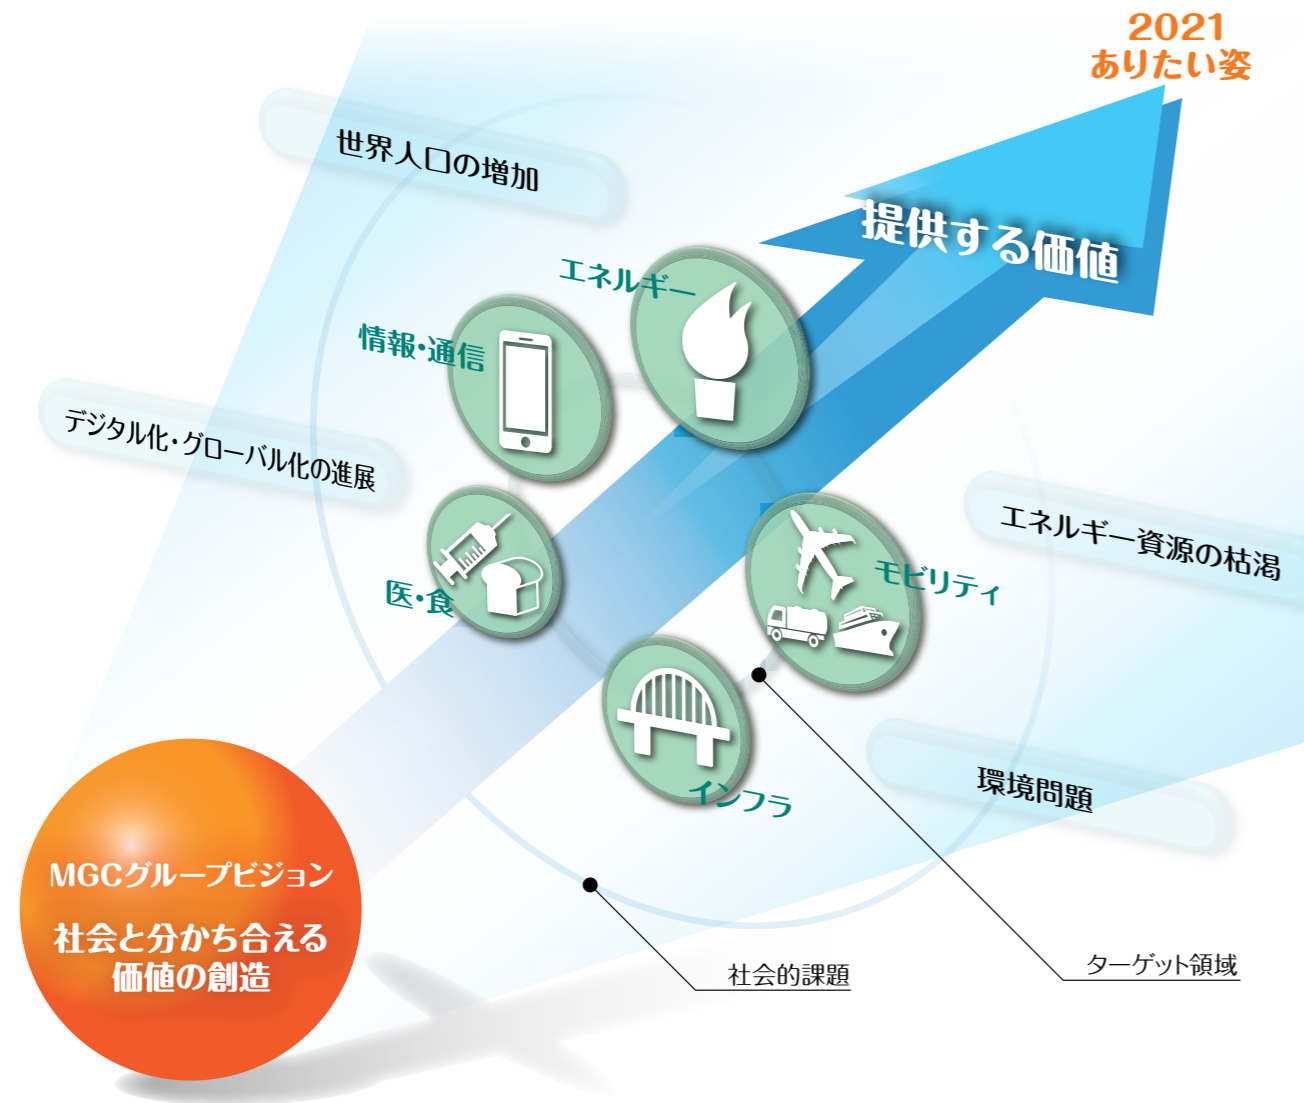 2021
ありたい姿
世界人口の増加
提供する価値
エネルギー
情報・通信
デジタル化・グローバル化の進展
エネルギー資源の枯渇
モビリティ
医・食
環境問題
インフラ
MGCグループビジョン
社会と分かち合える
価値の創造
社会的課題
ターゲット領域